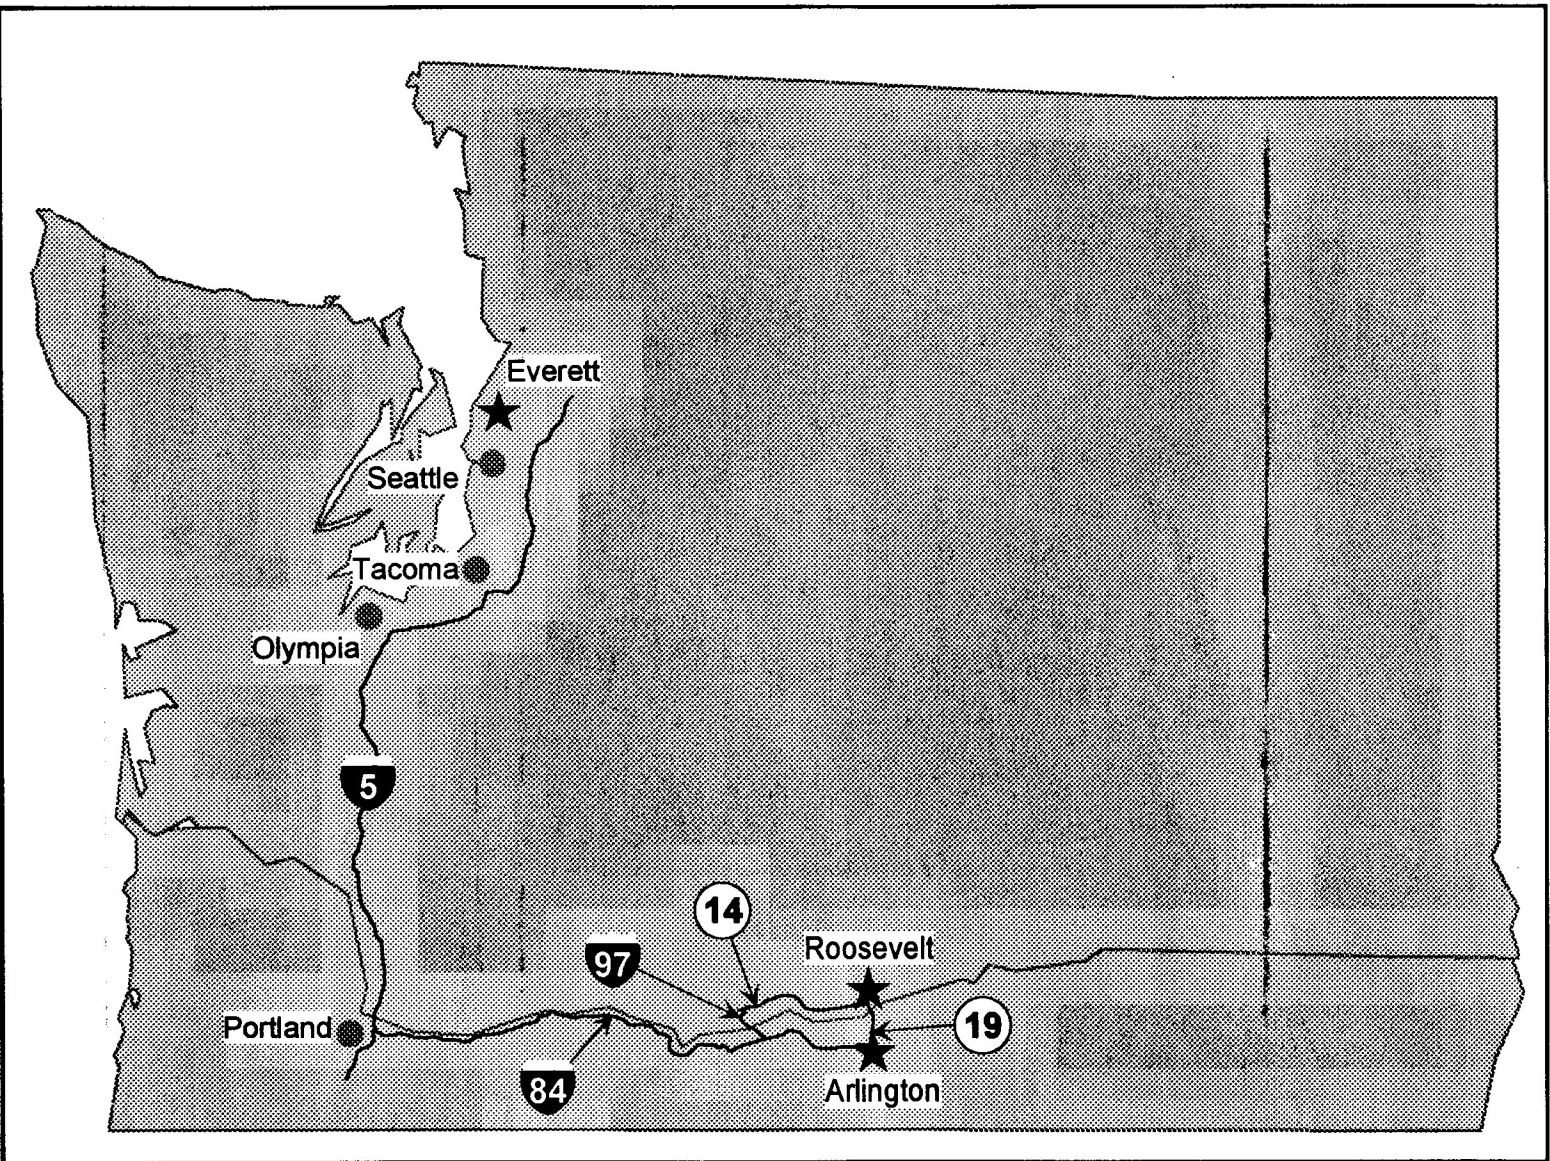 Everett
Seattle
Tacoma
Olympia
5
14
Roosevelt
97
Portland
19
84
Arlington